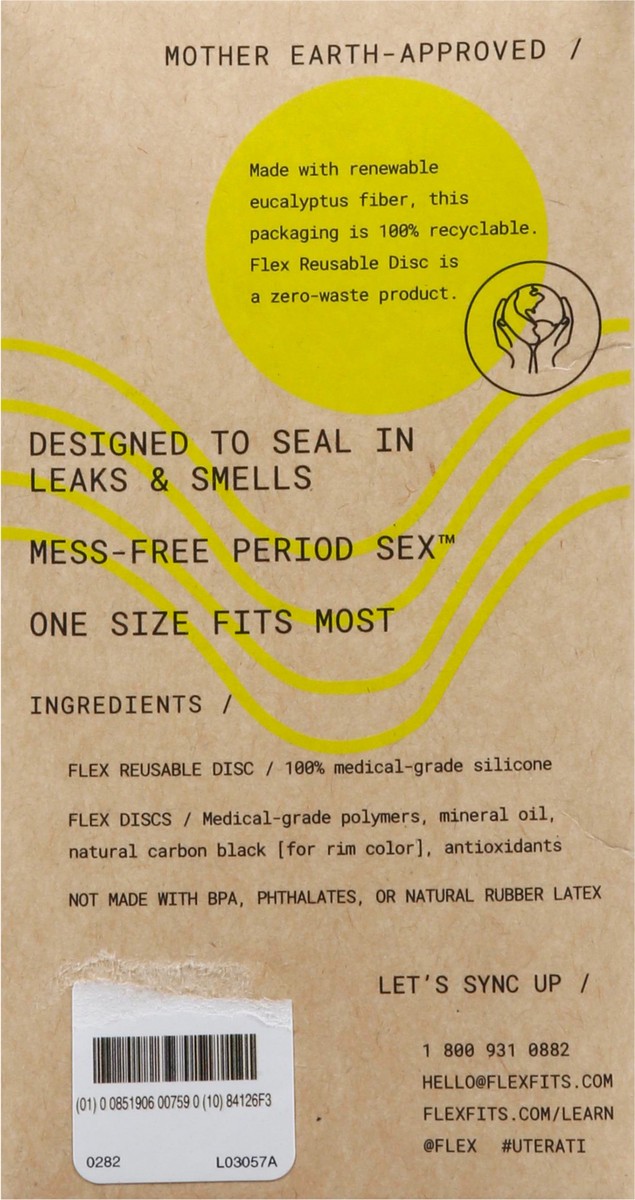 MOTHER EARTH-APPROVED /
Made with renewable
eucalyptus fiber, this
packaging is 100% recyclable.
Flex Reusable Disc is
a zero-waste product.
DESIGNED TO SEAL IN
LEAKS & SMELLS
MESS-FREE PERIOD SEX™
ONE SIZE FITS MOST
INGREDIENTS /
FLEX REUSABLE DISC / 100% medical-grade silicone
FLEX DISCS / Medical-grade polymers, mineral oil,
natural carbon black [for rim color], antioxidants
NOT MADE WITH BPA, PHTHALATES, OR NATURAL RUBBER LATEX
LET'S SYNC UP /
1 800 931 0882
HELLO@FLEXFITS.COM
FLEXFITS.COM/LEARN
@FLEX #UTERATI
(01) 0 0851906 00759 0 (10) 84126F3
0282 L03057A